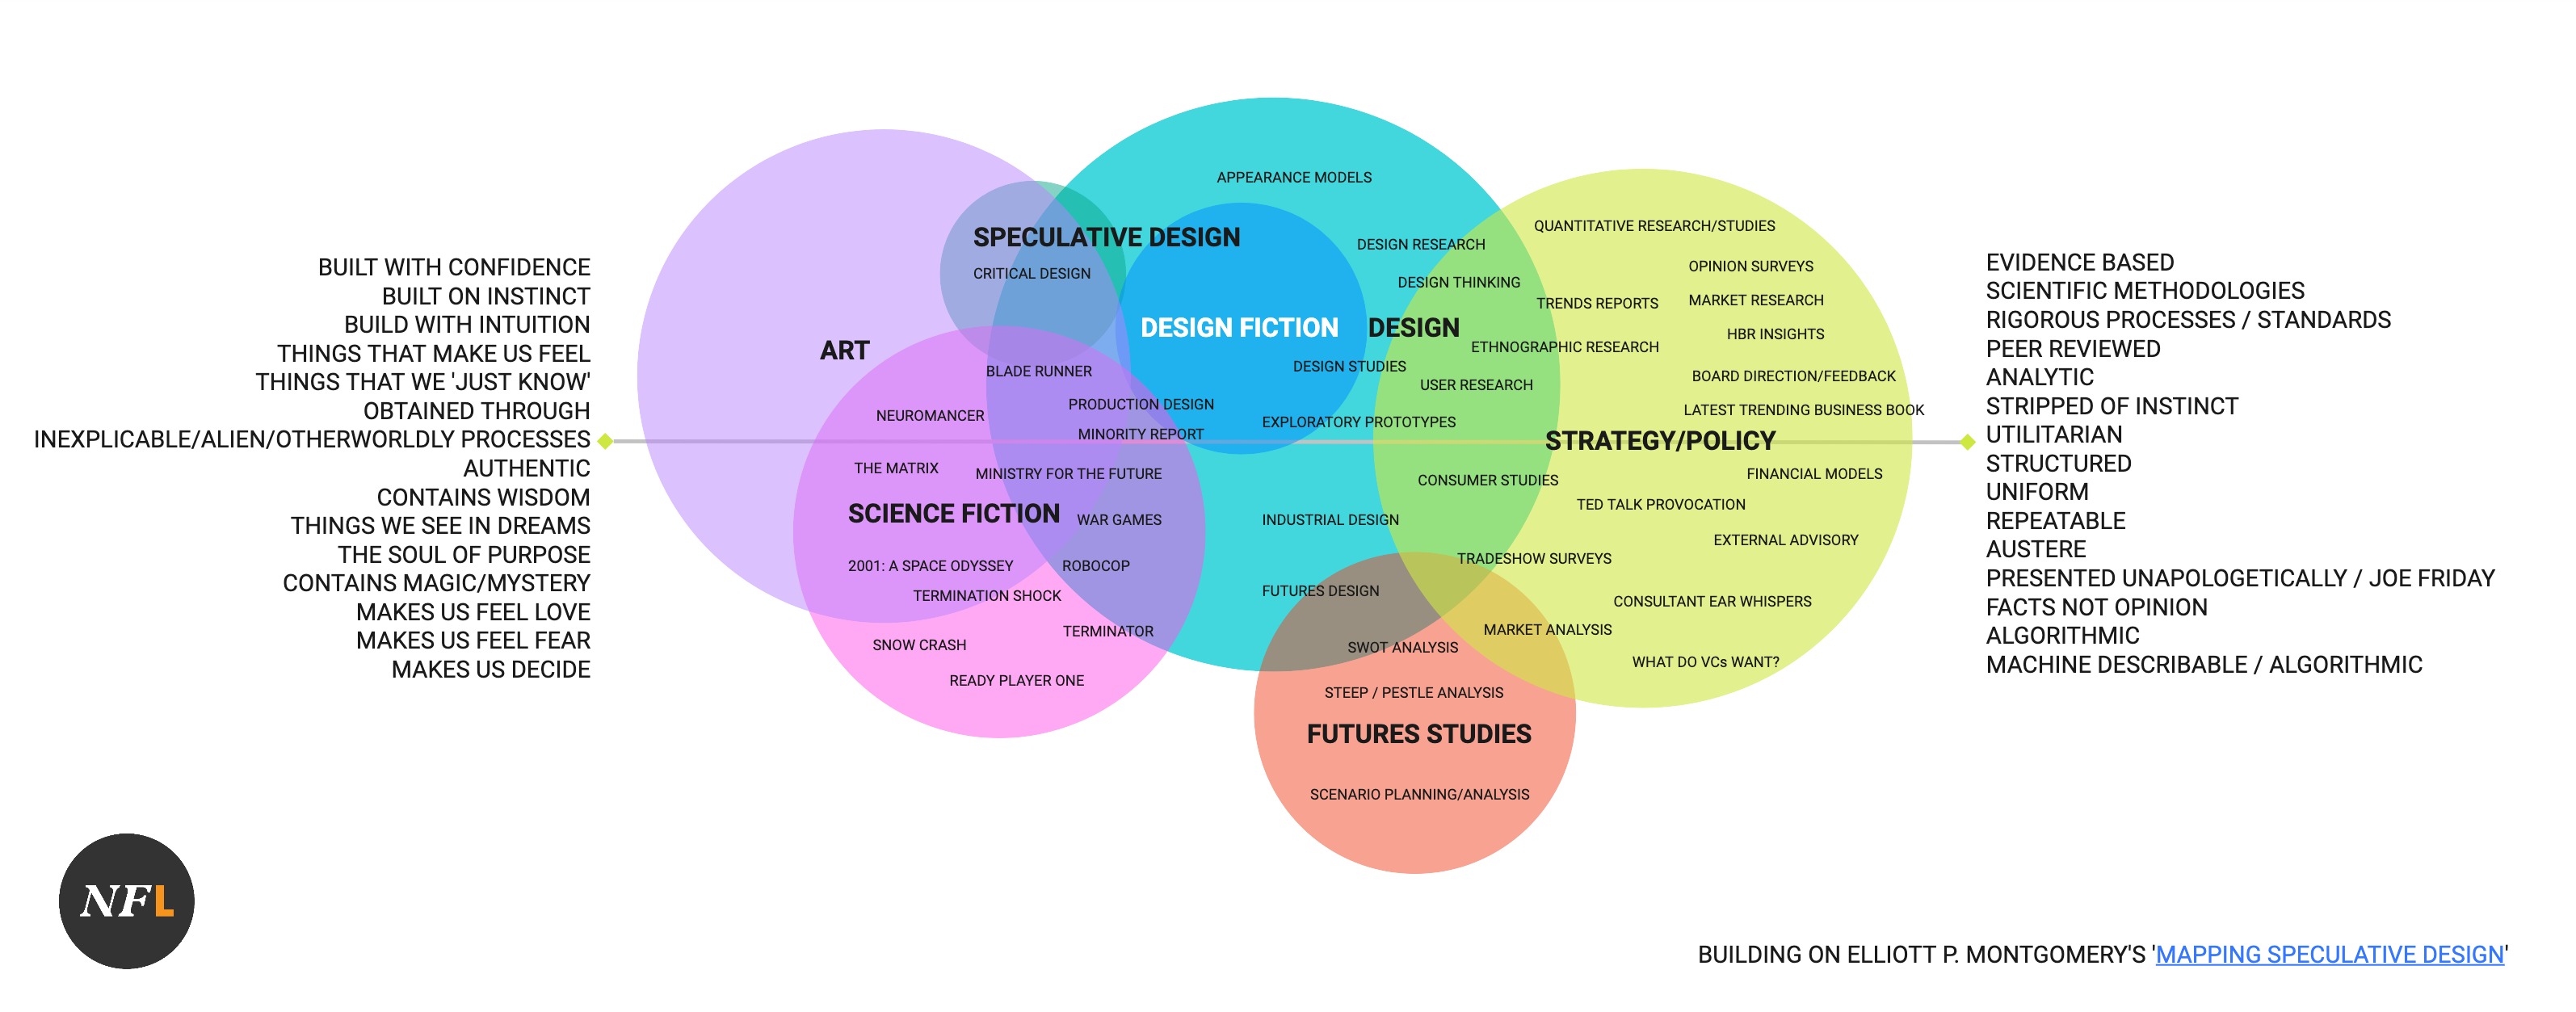 BUILT WITH CONFIDENCE
BUILT ON INSTINCT
BUILD WITH INTUITION
THINGS THAT MAKE US FEEL
THINGS THAT WE 'JUST KNOW'
OBTAINED THROUGH
INEXPLICABLE/ALIEN/OTHERWORLDLY PROCESSES
AUTHENTIC
CONTAINS WISDOM
THINGS WE SEE IN DREAMS
THE SOUL OF PURPOSE
CONTAINS MAGIC/MYSTERY
MAKES US FEEL LOVE
MAKES US FEEL FEAR
MAKES US DECIDE
ART
SPECULATIVE DESIGN
CRITICAL DESIGN
BLADE RUNNER
NEUROMANCER
PRODUCTION DESIGN
MINORITY REPORT
THE MATRIX
MINISTRY FOR THE FUTURE
SCIENCE FICTION
WAR GAMES
2001: A SPACE ODYSSEY
ROBOCOP
TERMINATION SHOCK
TERMINATOR
SNOW CRASH
READY PLAYER ONE
APPEARANCE MODELS
DESIGN RESEARCH
DESIGN THINKING
DESIGN FICTION
DESIGN
ETHNOGRAPHIC RESEARCH
DESIGN STUDIES
USER RESEARCH
EXPLORATORY PROTOTYPES
CONSUMER STUDIES
INDUSTRIAL DESIGN
TRADESHOW SURVEYS
FUTURES DESIGN
QUANTITATIVE RESEARCH/STUDIES
OPINION SURVEYS
TRENDS REPORTS
MARKET RESEARCH
HBR INSIGHTS
BOARD DIRECTION/FEEDBACK
LATEST TRENDING BUSINESS BOOK
STRATEGY/POLICY
FINANCIAL MODELS
TED TALK PROVOCATION
EXTERNAL ADVISORY
CONSULTANT EAR WHISPERS
MARKET ANALYSIS
WHAT DO VCs WANT?
SWOT ANALYSIS
STEEP / PESTLE ANALYSIS
FUTURES STUDIES
SCENARIO PLANNING/ANALYSIS
EVIDENCE BASED
SCIENTIFIC METHODOLOGIES
RIGOROUS PROCESSES / STANDARDS
PEER REVIEWED
ANALYTIC
STRIPPED OF INSTINCT
UTILITARIAN
STRUCTURED
UNIFORM
REPEATABLE
AUSTERE
PRESENTED UNAPOLOGETICALLY / JOE FRIDAY
FACTS NOT OPINION
ALGORITHMIC
MACHINE DESCRIBABLE / ALGORITHMIC
NFL
BUILDING ON ELLIOTT P. MONTGOMERY'S 'MAPPING SPECULATIVE DESIGN'